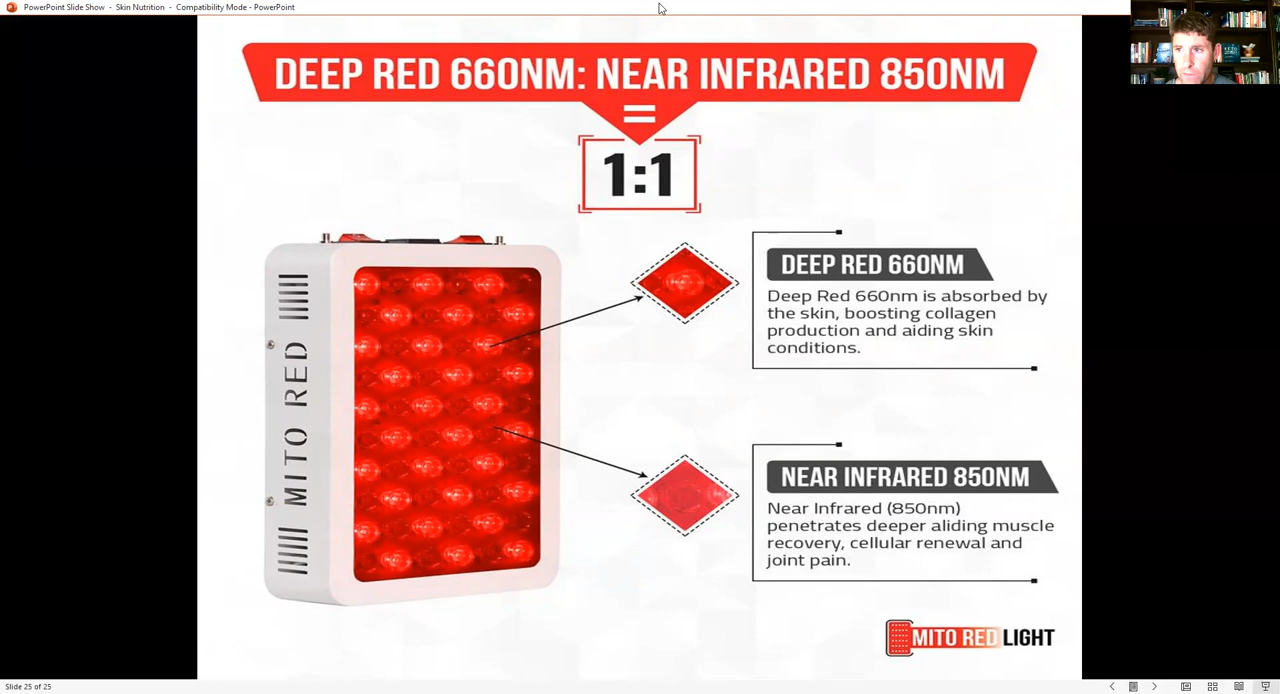 PowerPoint Slide Show - Skin Nutrition - Compatibility Mode - PowerPoint
DEEP RED 660NM: NEAR INFRARED 850NM
=
1:1
MITO RED
DEEP RED 660NM
Deep Red 660nm is absorbed by
the skin, boosting collagen
production and aiding skin
conditions.
NEAR INFRARED 850NM
Near Infrared (850nm)
penetrates deeper aliding muscle
recovery, cellular renewal and
joint pain.
MITO RED LIGHT
Slide 25 of 25